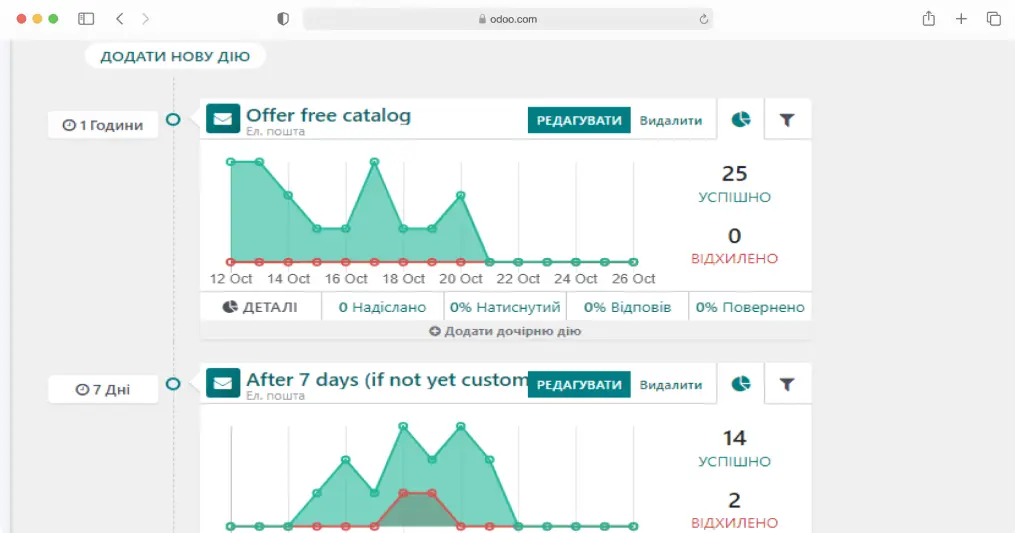 odoo.com
ДОДАТИ НОВУ ДІЮ
1 Години
Offer free catalog
Ел. пошта
РЕДАГУВАТИ
Видалити
25
УСПІШНО
0
ВІДХИЛЕНО
12 Oct 14 Oct 16 Oct 18 Oct 20 Oct 22 Oct 24 Oct 26 Oct
ДЕТАЛІ
0 Надіслано
0% Натиснутий
0% Відповів
0% Повернено
Додати дочірню дію
7 Дні
After 7 days (if not yet custom
Ел. пошта
РЕДАГУВАТИ
Видалити
14
УСПІШНО
2
ВІДХИЛЕНО